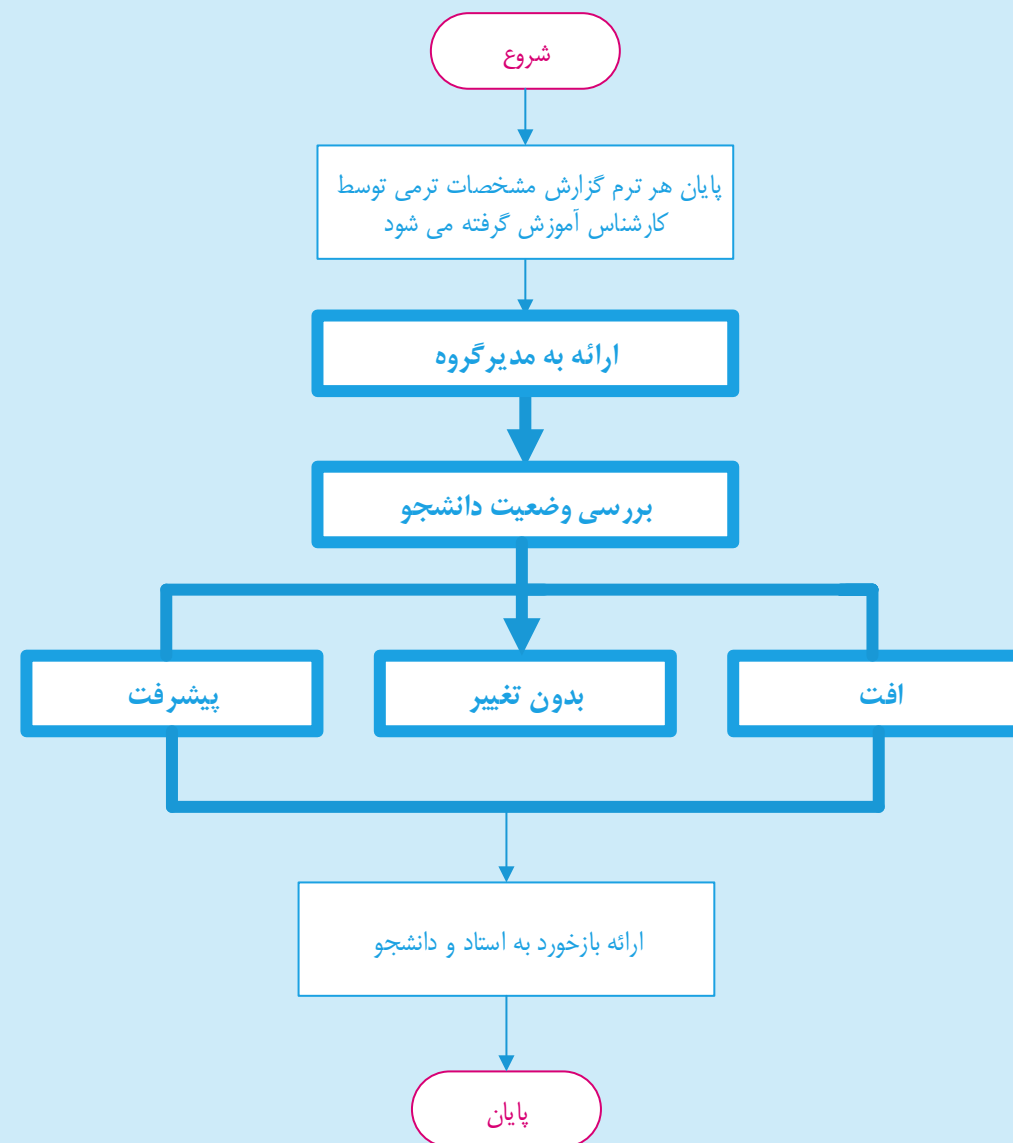 شروع
پایان هر ترم گزارش مشخصات ترمی توسط
کارشناس آموزش گرفته می شود
ارائه به مدیرگروه
بررسی وضعیت دانشجو
افت
بدون تغییر
پیشرفت
ارائه بازخورد به استاد و دانشجو
پایان